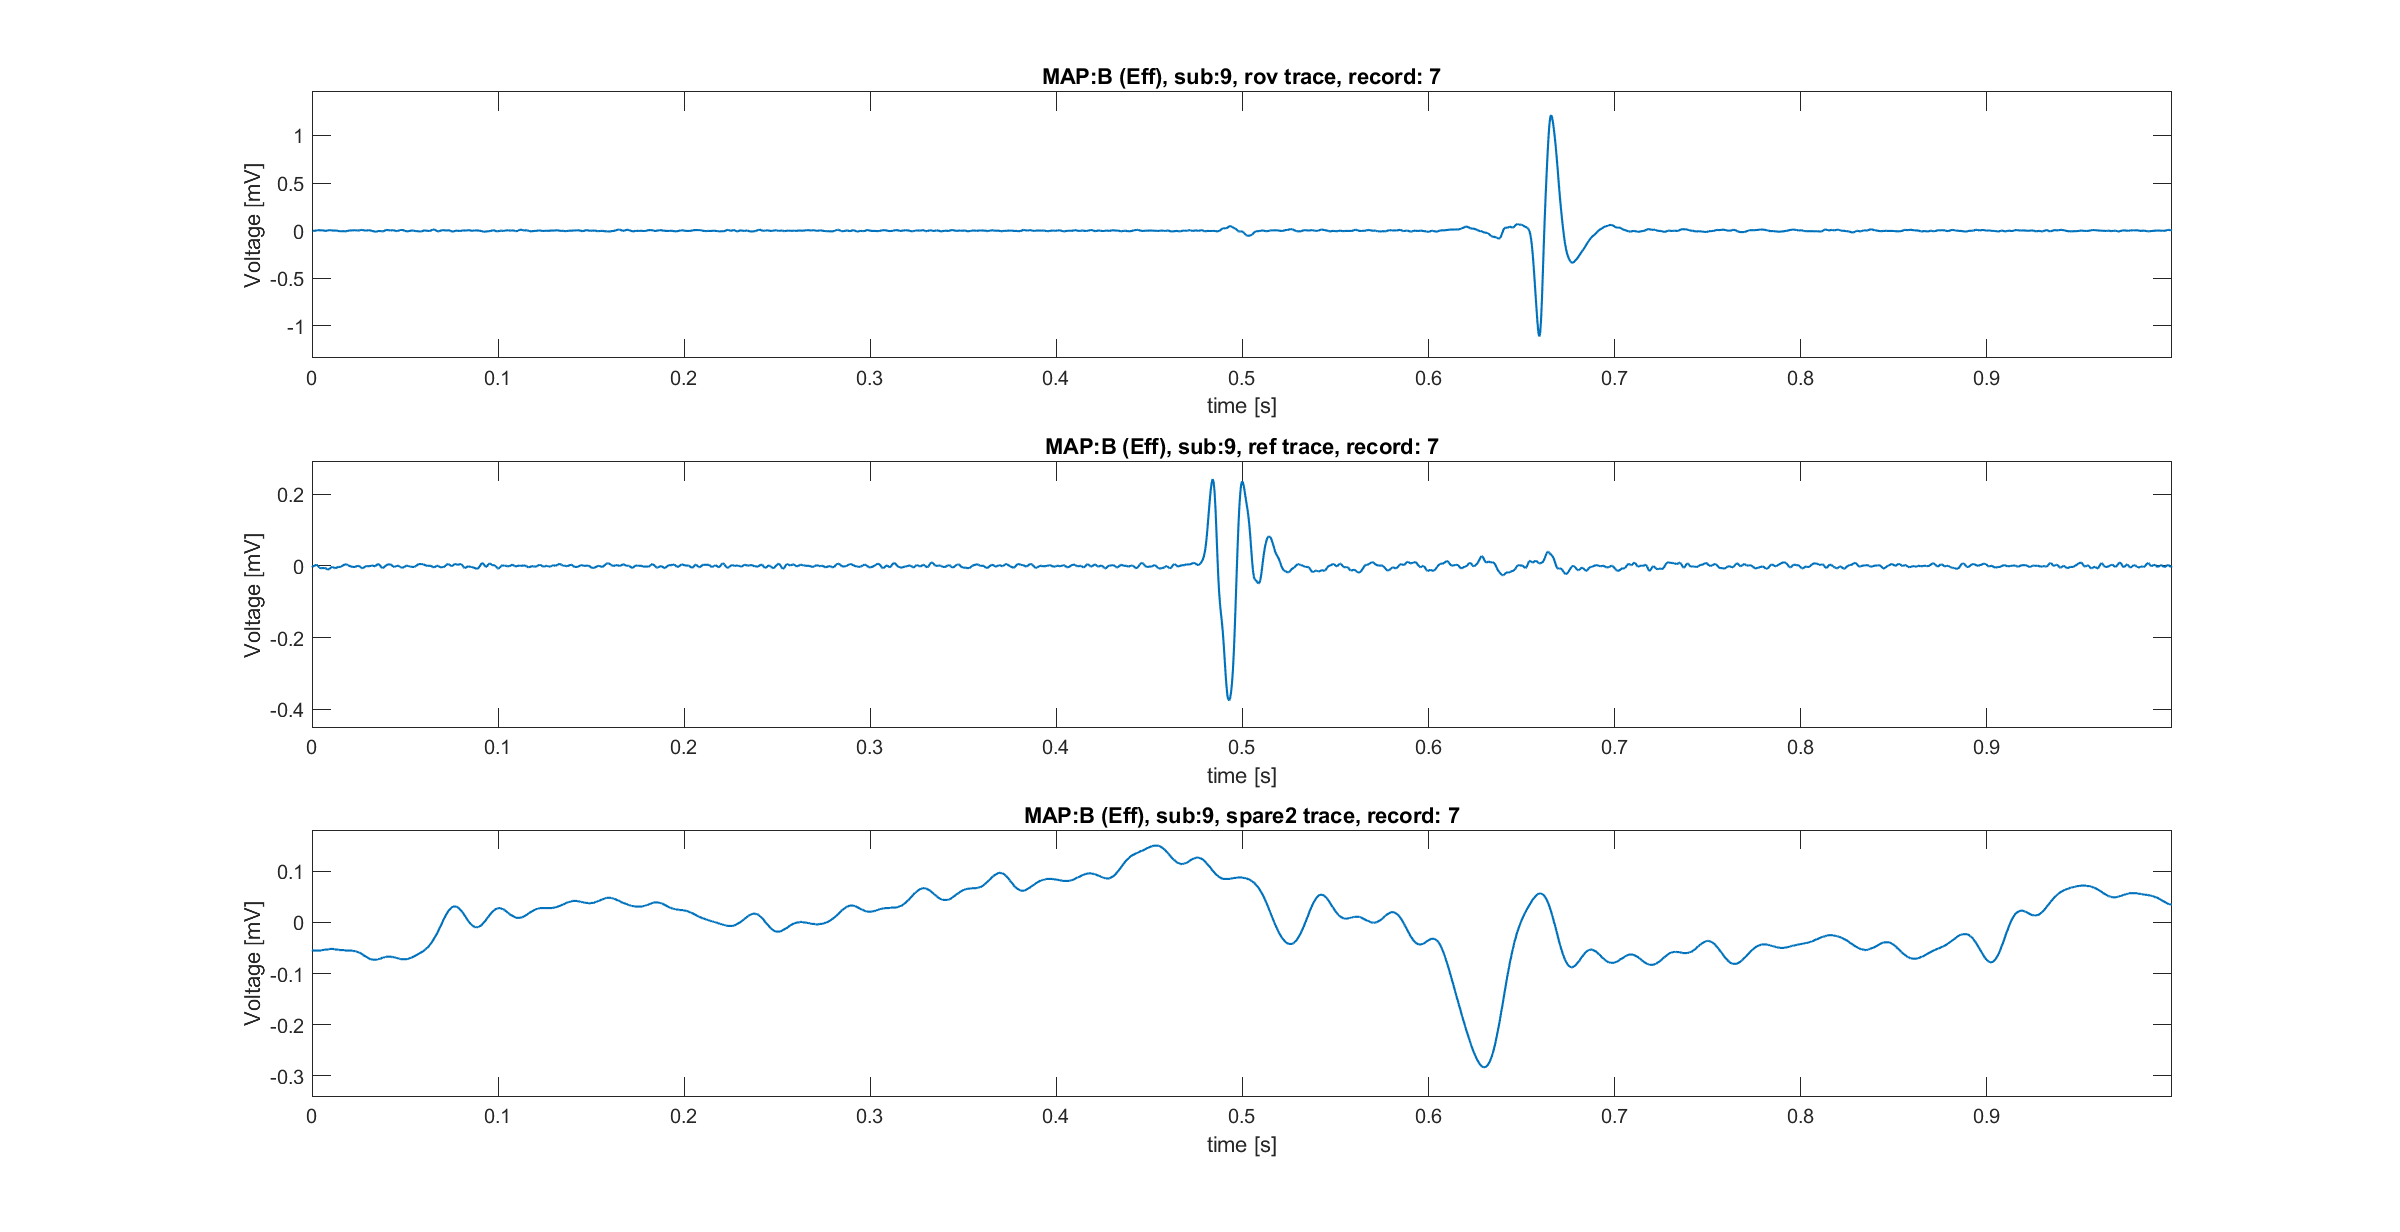 MAP:B (Eff), sub:9, rov trace, record: 7
Voltage [mV]
1
0.5
0
-0.5
-1
0 0.1 0.2 0.3 0.4 0.5 0.6 0.7 0.8 0.9
time [s]
MAP:B (Eff), sub:9, ref trace, record: 7
Voltage [mV]
0.2
0
-0.2
-0.4
0 0.1 0.2 0.3 0.4 0.5 0.6 0.7 0.8 0.9
time [s]
MAP:B (Eff), sub:9, spare2 trace, record: 7
Voltage [mV]
0.1
0
-0.1
-0.2
-0.3
0 0.1 0.2 0.3 0.4 0.5 0.6 0.7 0.8 0.9
time [s]